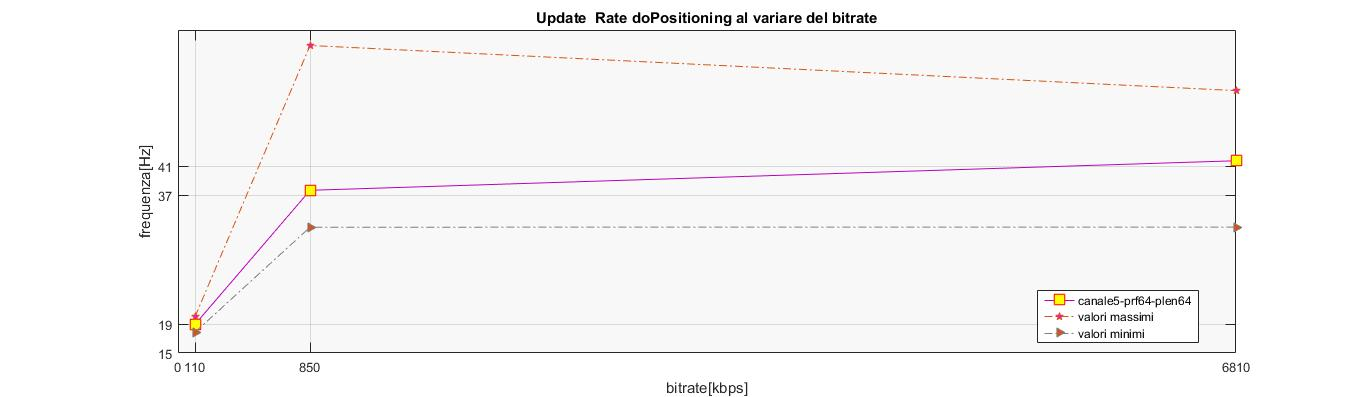 Update  Rate doPositioning al variare del bitrate
frequenza[Hz]
41
37
19
15
0 110 850 6810
bitrate[kbps]
canale5-prf64-plen64
valori massimi
valori minimi